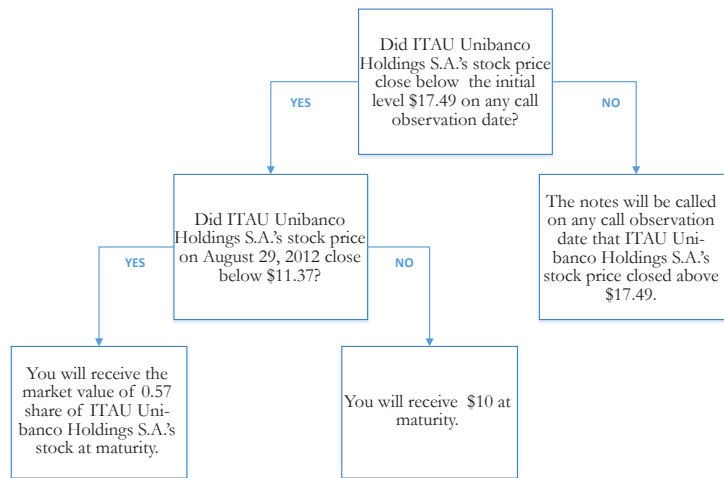 Did ITAU Unibanco
Holdings S.A.'s stock price
close below the initial
level $17.49 on any call
observation date?
YES
NO
Did ITAU Unibanco
Holdings S.A.'s stock price
on August 29, 2012 close
below $11.37?
The notes will be called
on any call observation
date that ITAU Uni-
banco Holdings S.A.'s
stock price closed above
$17.49.
YES
NO
You will receive the
market value of 0.57
share of ITAU Uni-
banco Holdings S.A.'s
stock at maturity.
You will receive $10 at
maturity.